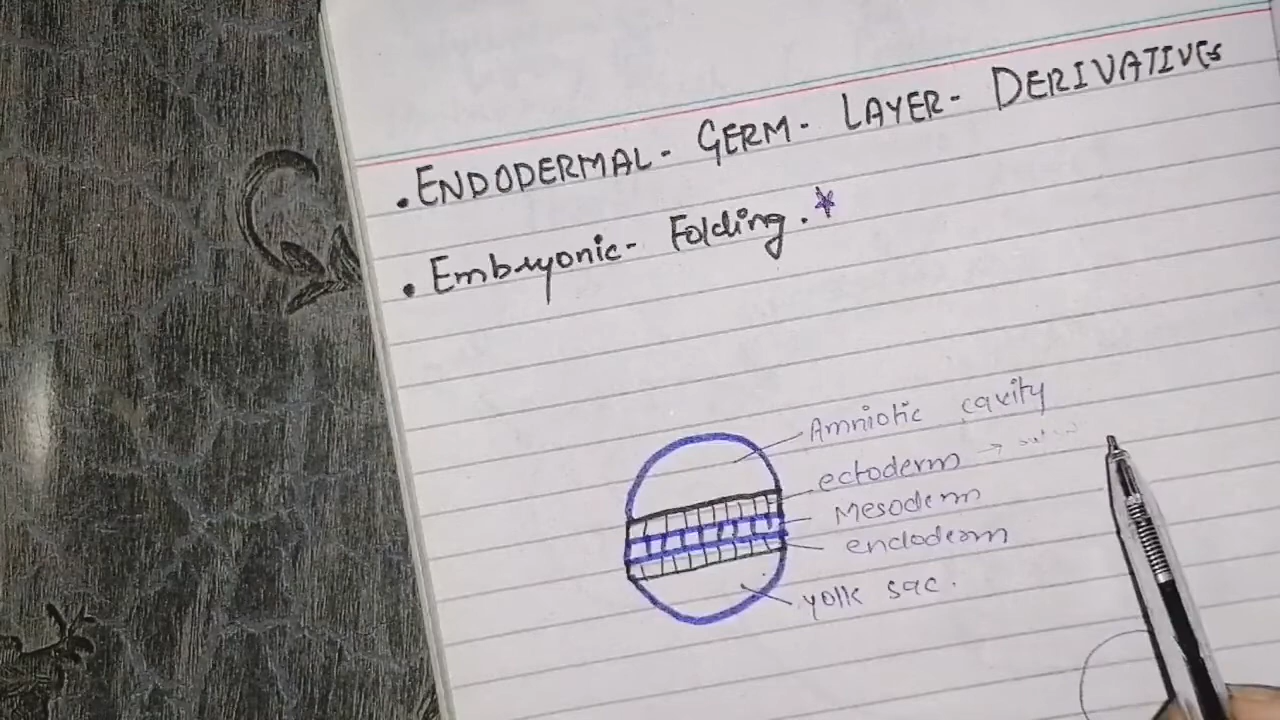 • ENDODERMAL - GERM - LAYER - DERIVATIVES
• Embryonic - Folding . *
Amniotic cavity
ectoderm →
Mesoderm
endoderm
yolk sac .